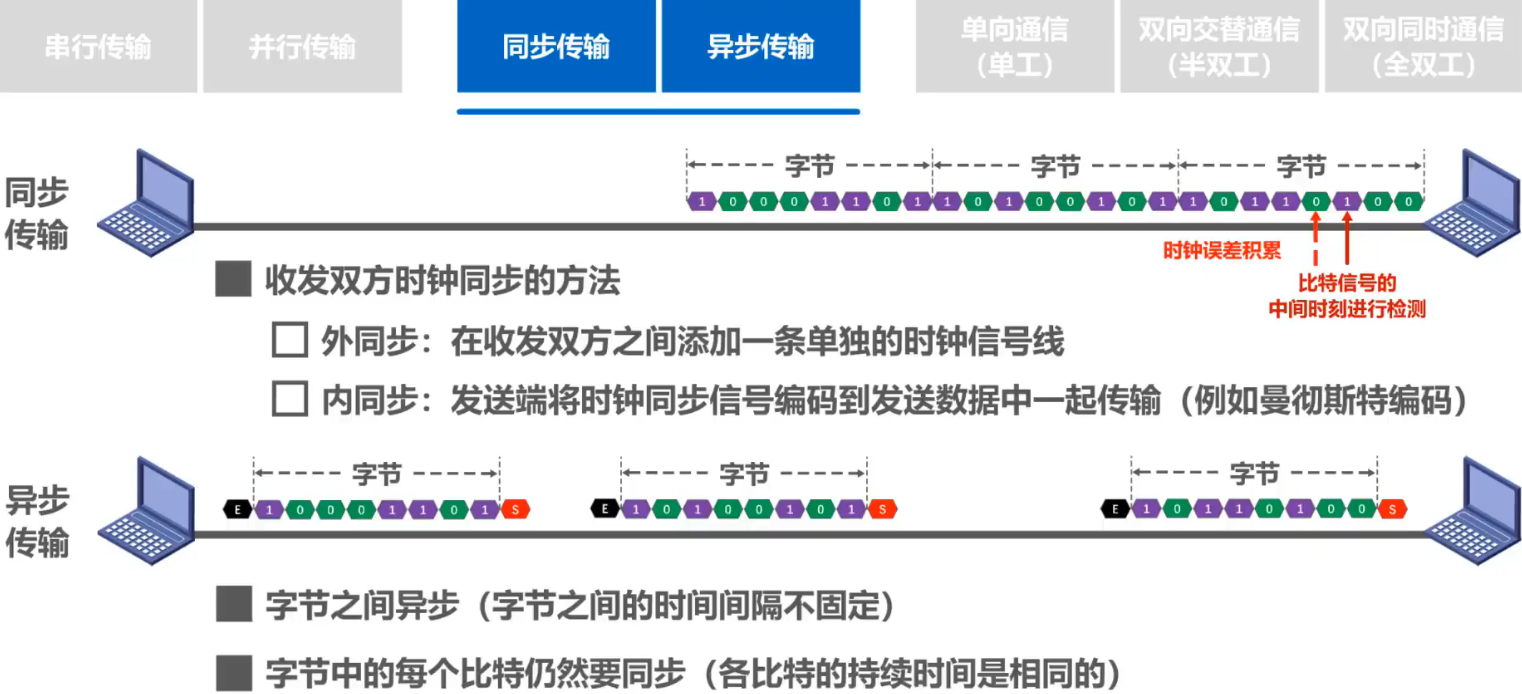 串行传输
并行传输
同步传输
异步传输
单向通信
（单工）
双向交替通信
（半双工）
双向同时通信
（全双工）
字节 字节 字节
同步
传输
1 0 0 0 1 1 0 1 1 0 1 0 0 1 0 1 1 0 1 1 0 1 0 0
时钟误差积累
比特信号的
中间时刻进行检测
收发双方时钟同步的方法
外同步：在收发双方之间添加一条单独的时钟信号线
内同步：发送端将时钟同步信号编码到发送数据中一起传输（例如曼彻斯特编码）
字节 字节 字节
异步
传输
E 1 0 0 0 1 1 0 1 S E 1 0 1 0 0 1 0 1 S E 1 0 1 1 0 1 0 0 S
字节之间异步（字节之间的时间间隔不固定）
字节中的每个比特仍然要同步（各比特的持续时间是相同的）